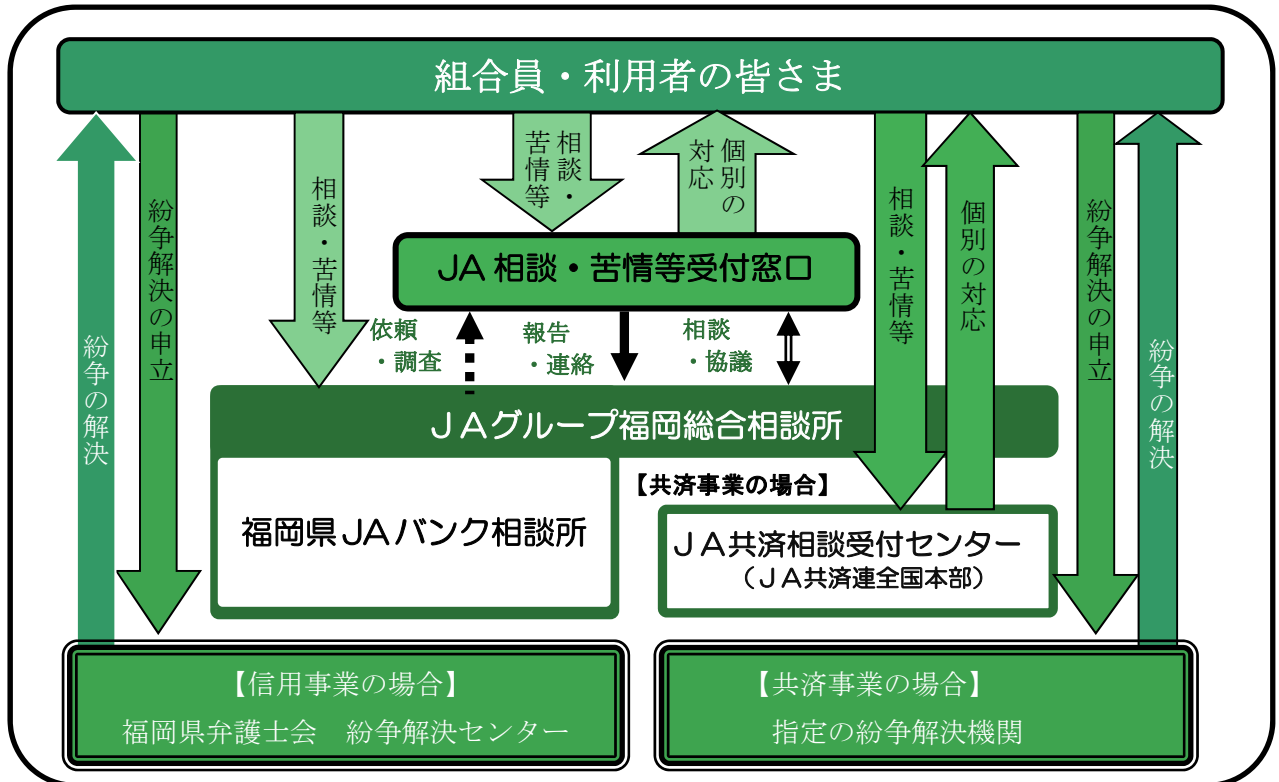 組合員・利用者の皆さま
紛争の解決
紛争解決の申立
相談・苦情等
相談・
苦情等
個別の
対応
相談・苦情等
個別の対応
紛争解決の申立
紛争の解決
JA 相談・苦情等受付窓口
依頼
・調査
報告
・連絡
相談
・協議
ＪＡグループ福岡総合相談所
福岡県JAバンク相談所
【共済事業の場合】
ＪＡ共済相談受付センター
（ＪＡ共済連全国本部）
【信用事業の場合】
福岡県弁護士会　紛争解決センター
【共済事業の場合】
指定の紛争解決機関